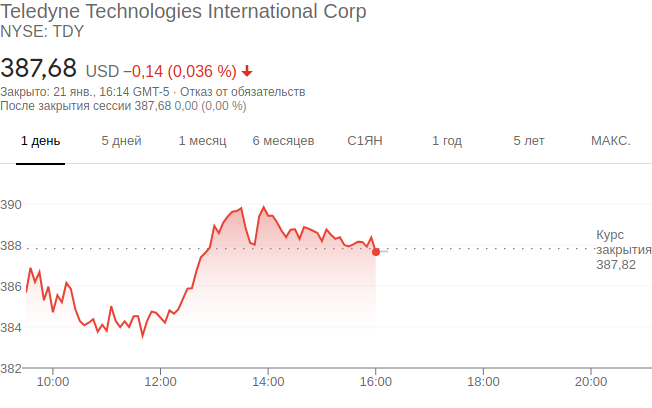 Teledyne Technologies International Corp
NYSE: TDY
387,68 USD −0,14 (0,036 %)
Закрыто: 21 янв., 16:14 GMT-5 · Отказ от обязательств
После закрытия сессии 387,68 0,00 (0,00 %)
1 день 5 дней 1 месяц 6 месяцев С1ЯН 1 год 5 лет МАКС.
390
388
386
384
382
Курс
закрытия
387,82
10:00 12:00 14:00 16:00 18:00 20:00